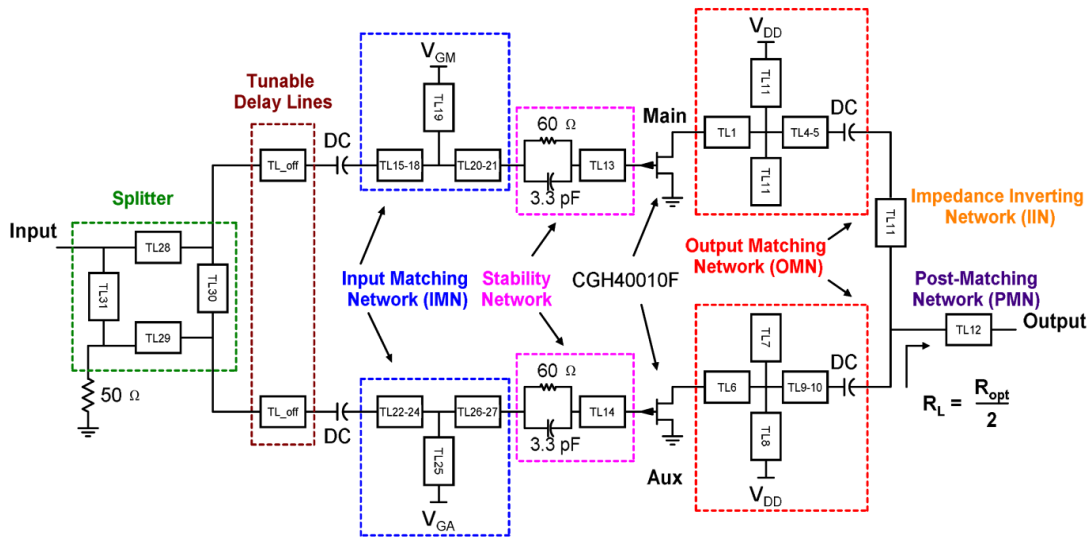 V_DD
V_GM
Tunable
Delay Lines
TL11
TL19
60 Ω
Main
DC
DC
TL1
TL4-5
TL_off
TL15-18
TL20-21
TL13
Splitter
3.3 pF
TL11
Impedance Inverting
Network (IIN)
TL11
Input
TL28
TL31
TL30
Input Matching
Network (IMN)
Stability
Network
CGH40010F
Output Matching
Network (OMN)
Post-Matching
Network (PMN)
Output
TL12
TL29
TL7
50 Ω
60 Ω
DC
TL_off
TL22-24
TL26-27
TL14
TL6
TL9-10
R_L = R_opt / 2
DC
3.3 pF
TL25
TL8
Aux
V_GA
V_DD